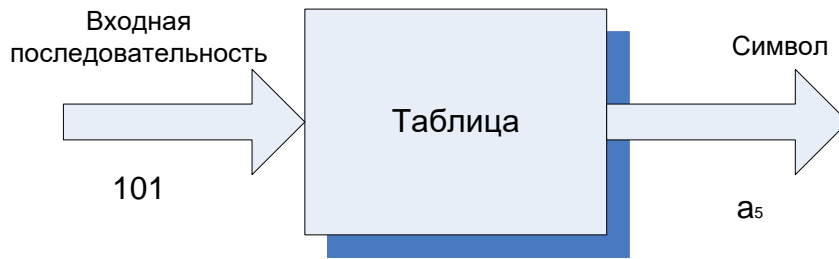 Входная
последовательность
Символ
Таблица
101
a₅